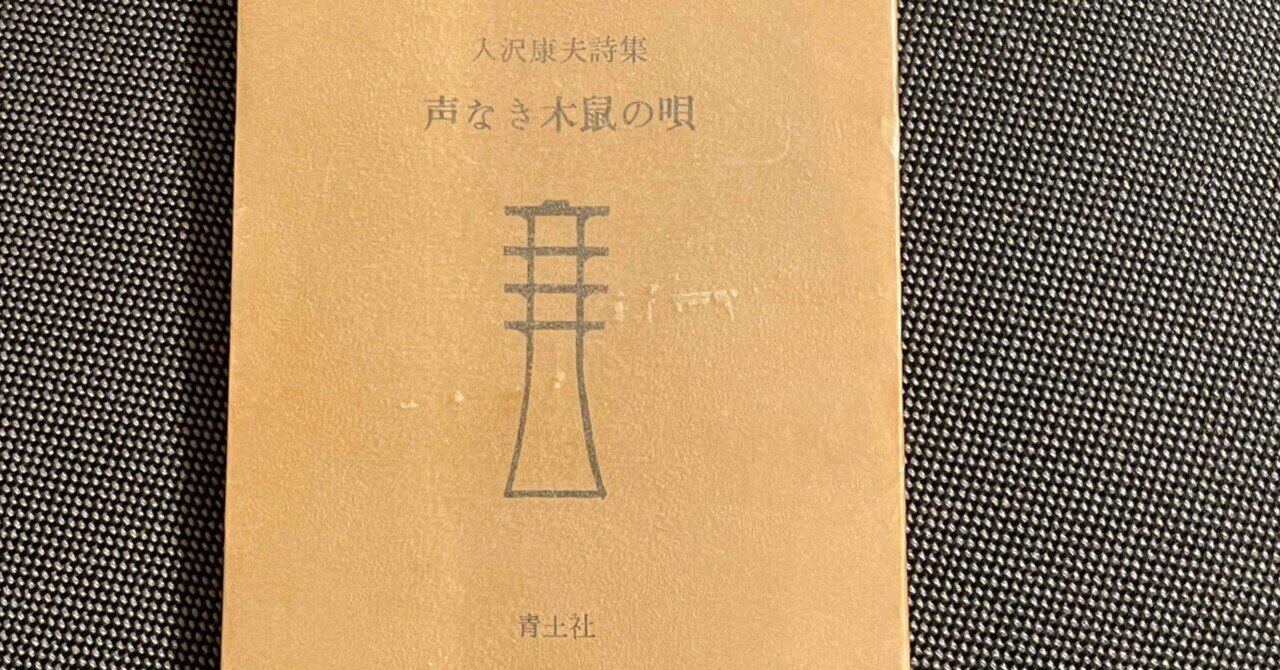 入沢康夫詩集
声なき木鼠の唄
青土社